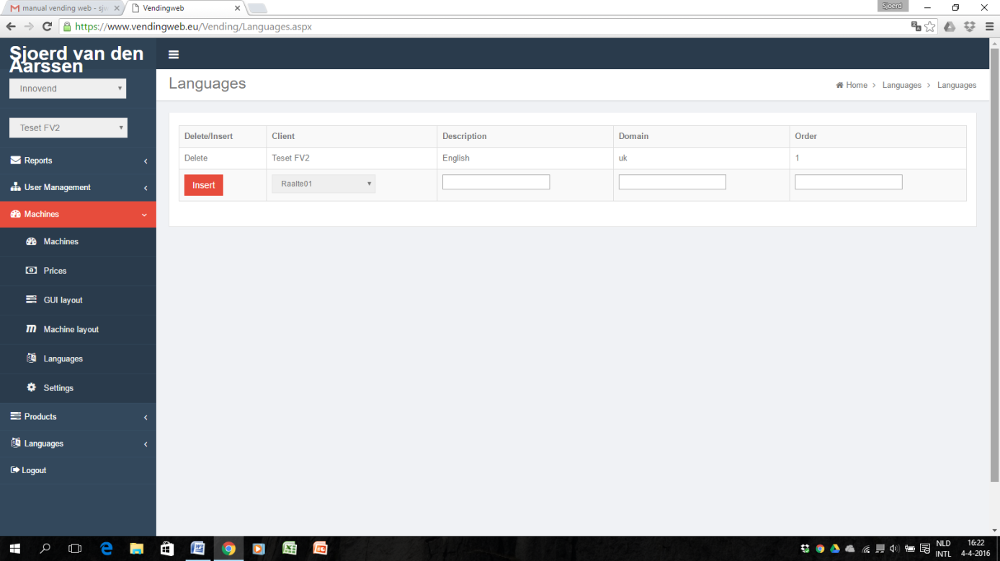 manual vending web - sjv
Vendingweb
Sjoerd
https://www.vendingweb.eu/Vending/Languages.aspx
Sjoerd van den
Aarssen
Innovend
Teset FV2
Reports
User Management
Machines
Machines
Prices
GUI layout
Machine layout
Languages
Settings
Products
Languages
Logout
Languages
Home > Languages > Languages
Delete/Insert Client Description Domain Order
Delete Teset FV2 English uk 1
Insert Raalte01
NLD 16:22
INTL 4-4-2016